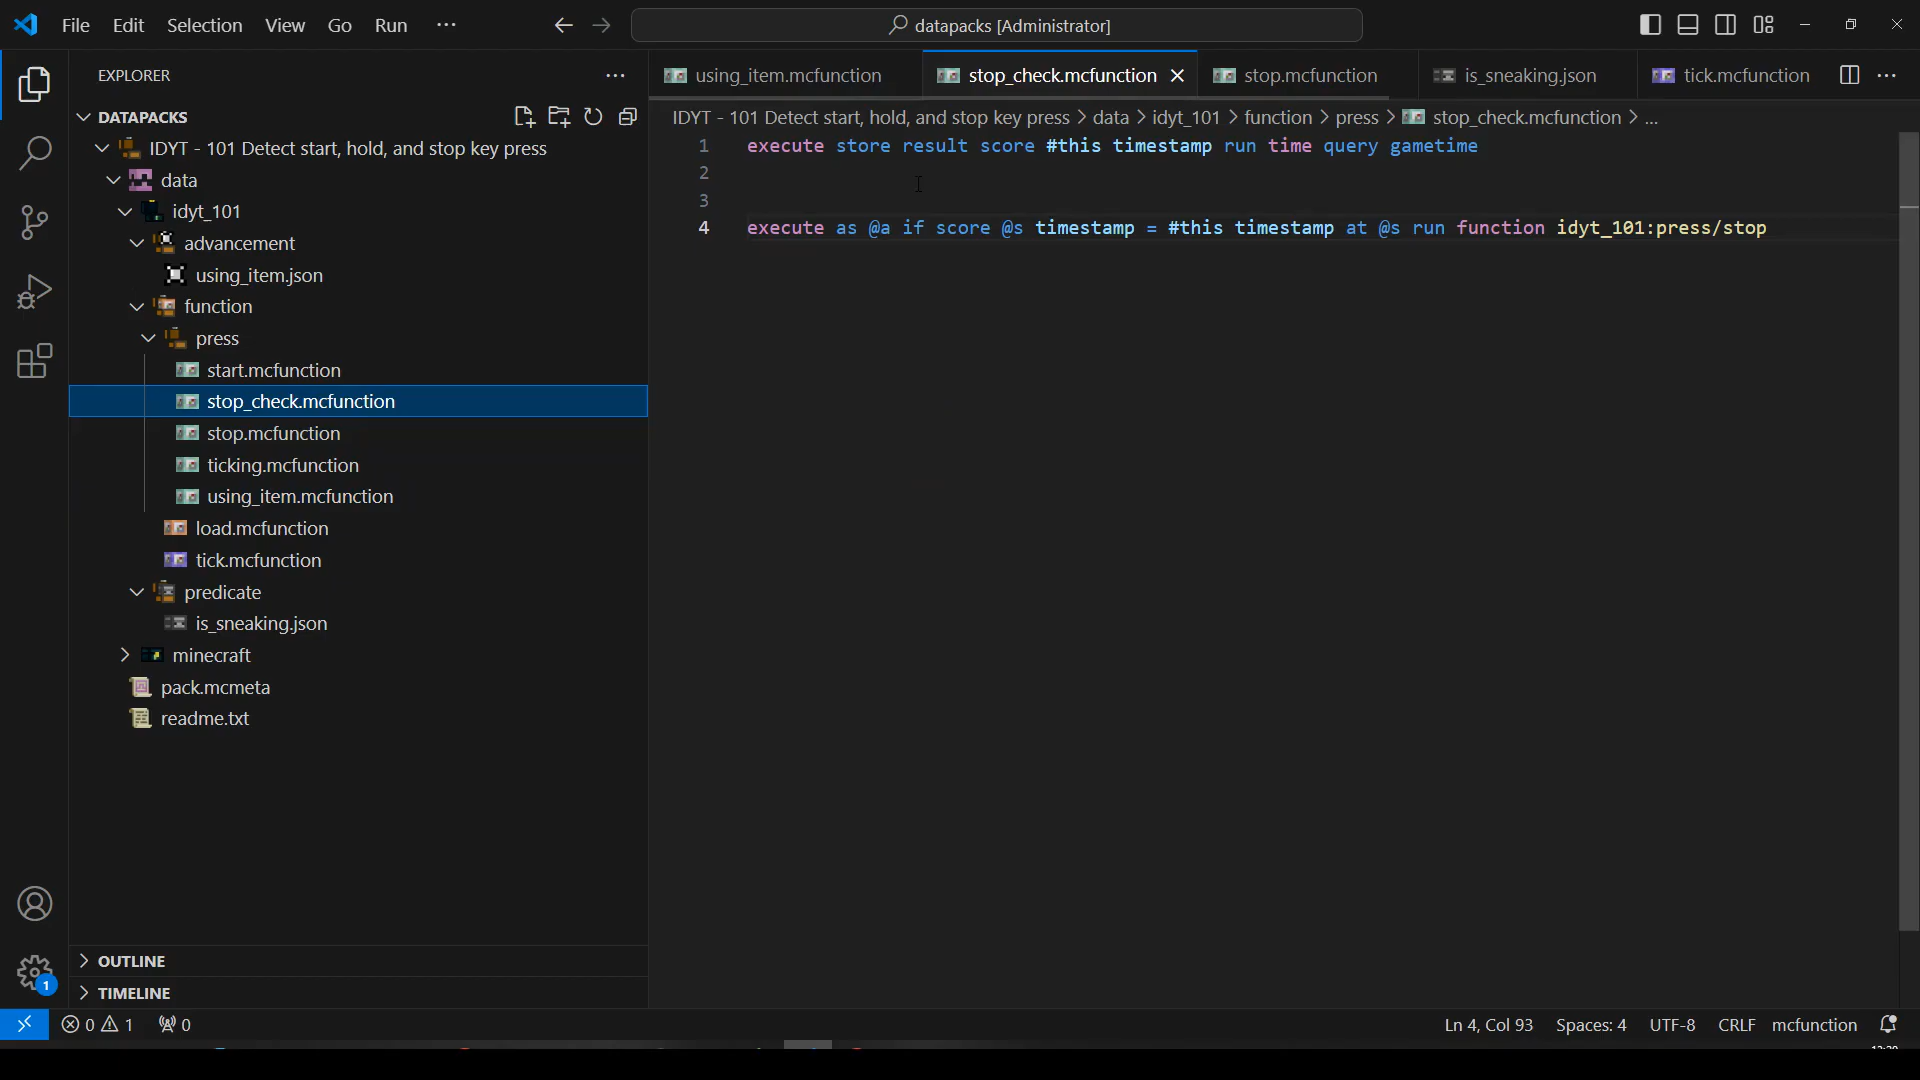 File Edit Selection View Go Run ···
datapacks [Administrator]
EXPLORER
DATAPACKS
IDYT - 101 Detect start, hold, and stop key press
data
idyt_101
advancement
using_item.json
function
press
start.mcfunction
stop_check.mcfunction
stop.mcfunction
ticking.mcfunction
using_item.mcfunction
load.mcfunction
tick.mcfunction
predicate
is_sneaking.json
minecraft
pack.mcmeta
readme.txt
OUTLINE
TIMELINE
using_item.mcfunction stop_check.mcfunction stop.mcfunction is_sneaking.json tick.mcfunction
IDYT - 101 Detect start, hold, and stop key press > data > idyt_101 > function > press > stop_check.mcfunction > ...
1 execute store result score #this timestamp run time query gametime
2
3
4 execute as @a if score @s timestamp = #this timestamp at @s run function idyt_101:press/stop
1
0 1 0
Ln 4, Col 93 Spaces: 4 UTF-8 CRLF mcfunction